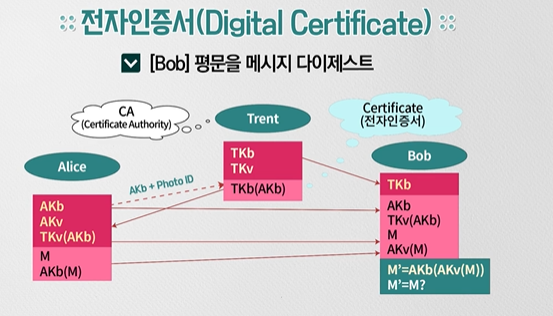 전자인증서(Digital Certificate)
[Bob] 평문을 메시지 다이제스트
CA
(Certificate Authority)
Trent
Certificate
(전자인증서)
Alice
Bob
AKb + Photo ID
TKb
TKv
TKb(AKb)
AKb
AKv
TKv(AKb)
M
AKb(M)
TKb
AKb
TKv(AKb)
M
AKv(M)
M'=AKb(AKv(M))
M'=M?